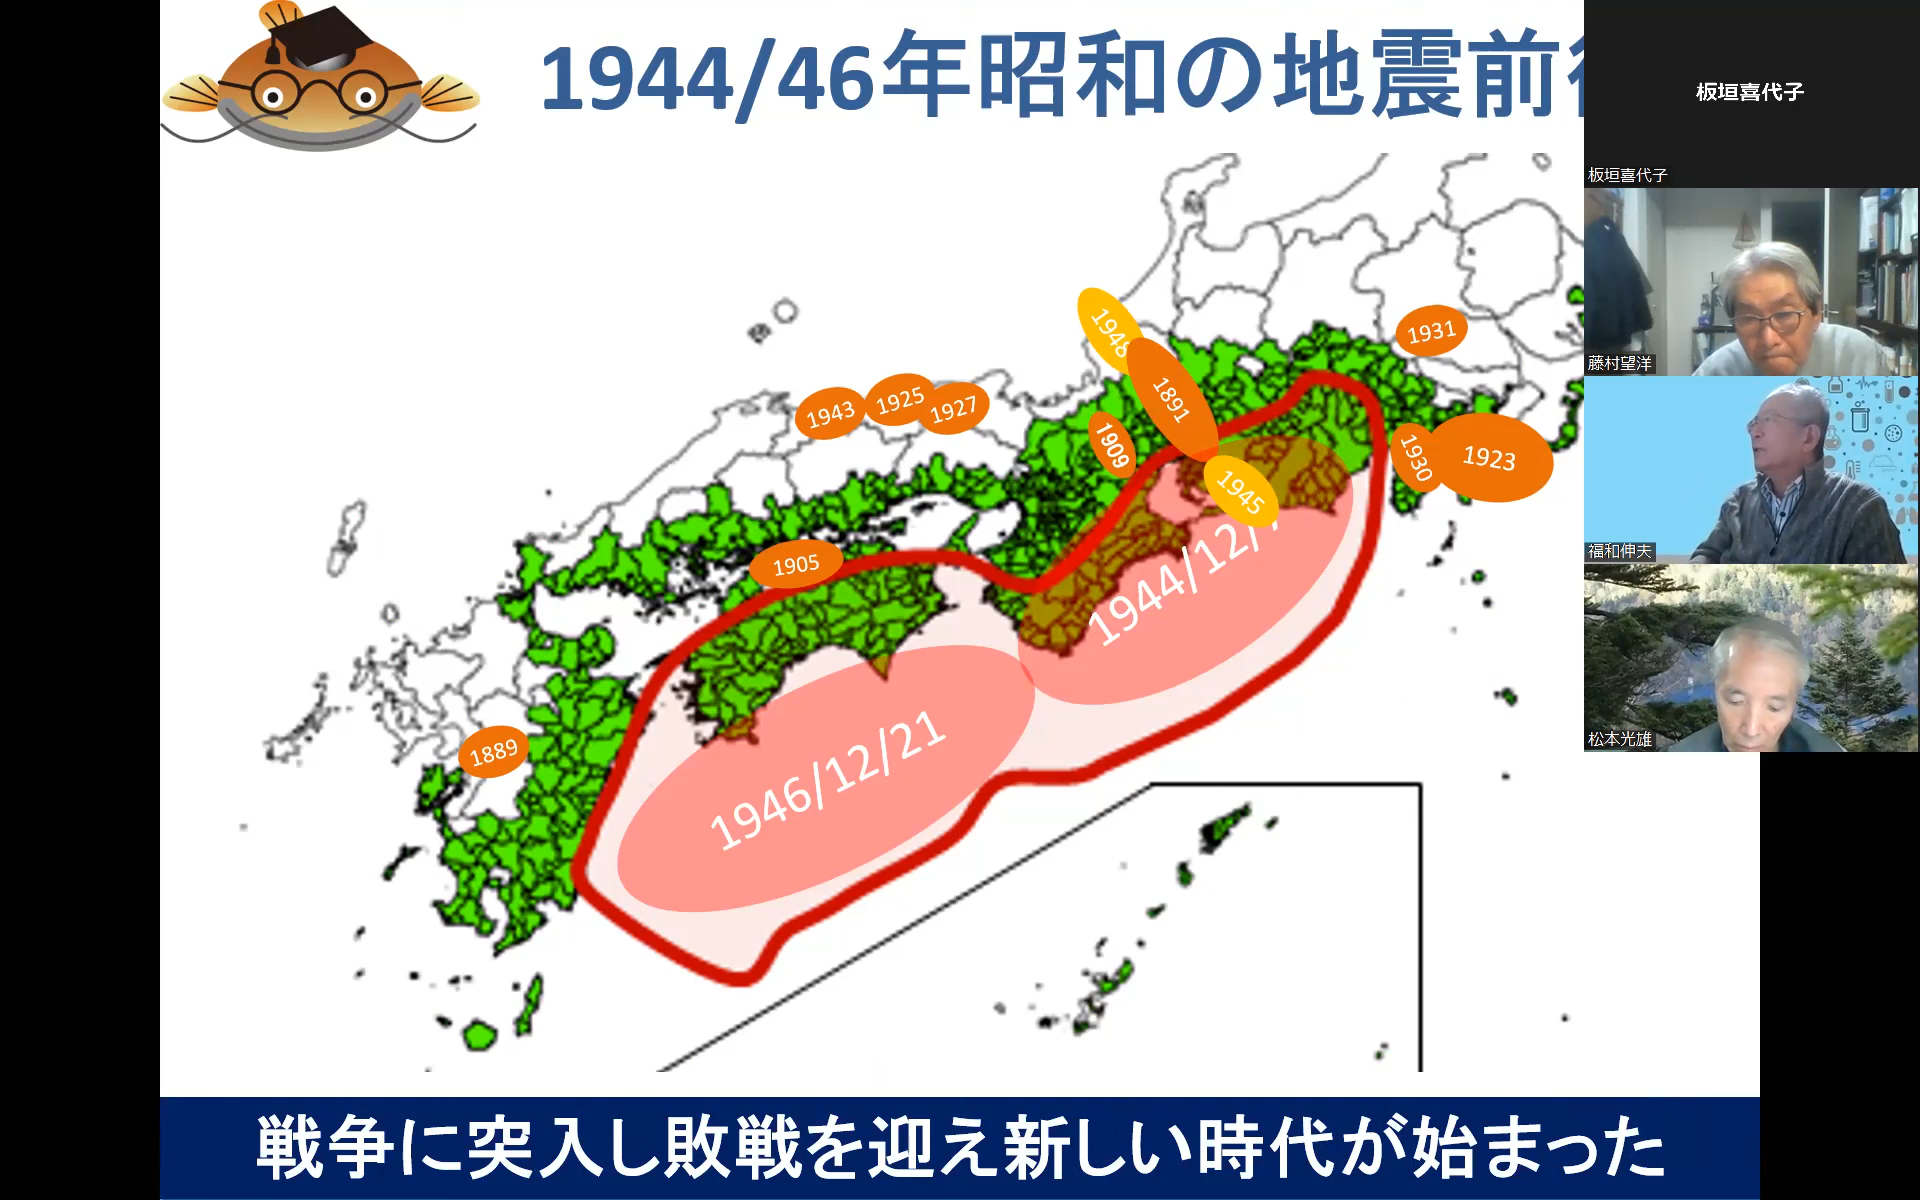 1944/46年昭和の地震前
板垣喜代子
板垣喜代子
藤村望洋
福和伸夫
松本光雄
1948
1891
1931
1943
1925
1927
1909
1930
1923
1945
1944/12/
1905
1889
1946/12/21
戦争に突入し敗戦を迎え新しい時代が始まった